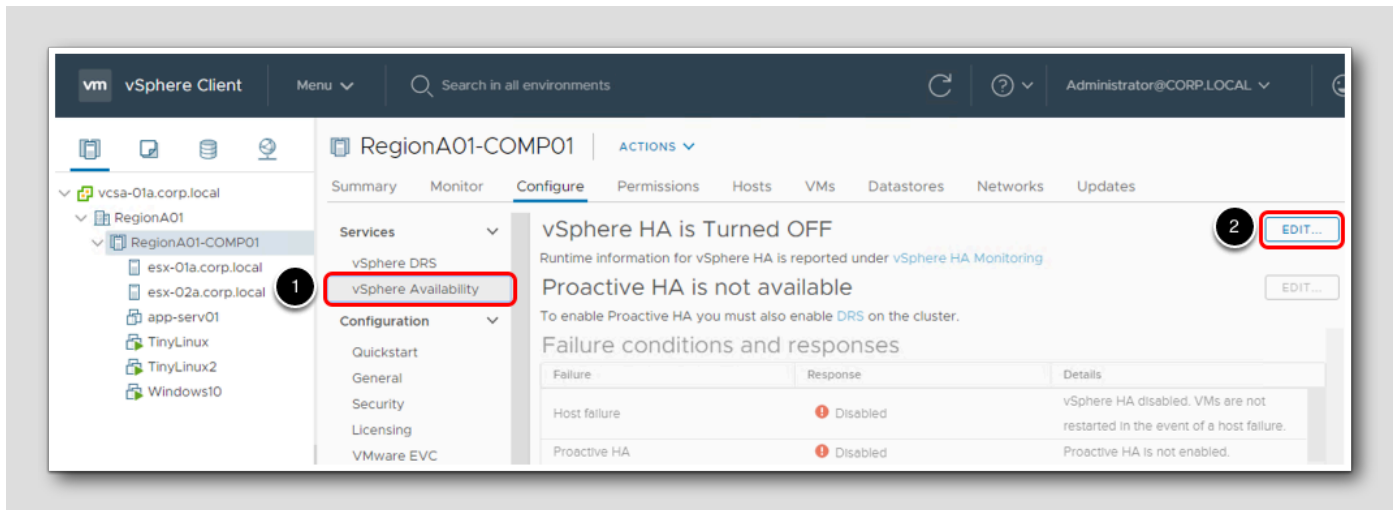 vm vSphere Client Menu Search in all environments Administrator@CORP.LOCAL
vcsa-01a.corp.local
RegionA01
RegionA01-COMP01
esx-01a.corp.local
esx-02a.corp.local
app-serv01
TinyLinux
TinyLinux2
Windows10
RegionA01-COMP01 ACTIONS
Summary Monitor Configure Permissions Hosts VMs Datastores Networks Updates
Services
vSphere DRS
1 vSphere Availability
Configuration
Quickstart
General
Security
Licensing
VMware EVC
vSphere HA is Turned OFF 2 EDIT...
Runtime information for vSphere HA is reported under vSphere HA Monitoring
Proactive HA is not available EDIT...
To enable Proactive HA you must also enable DRS on the cluster.
Failure conditions and responses
Failure Response Details
Host failure Disabled vSphere HA disabled. VMs are not
restarted in the event of a host failure.
Proactive HA Disabled Proactive HA is not enabled.